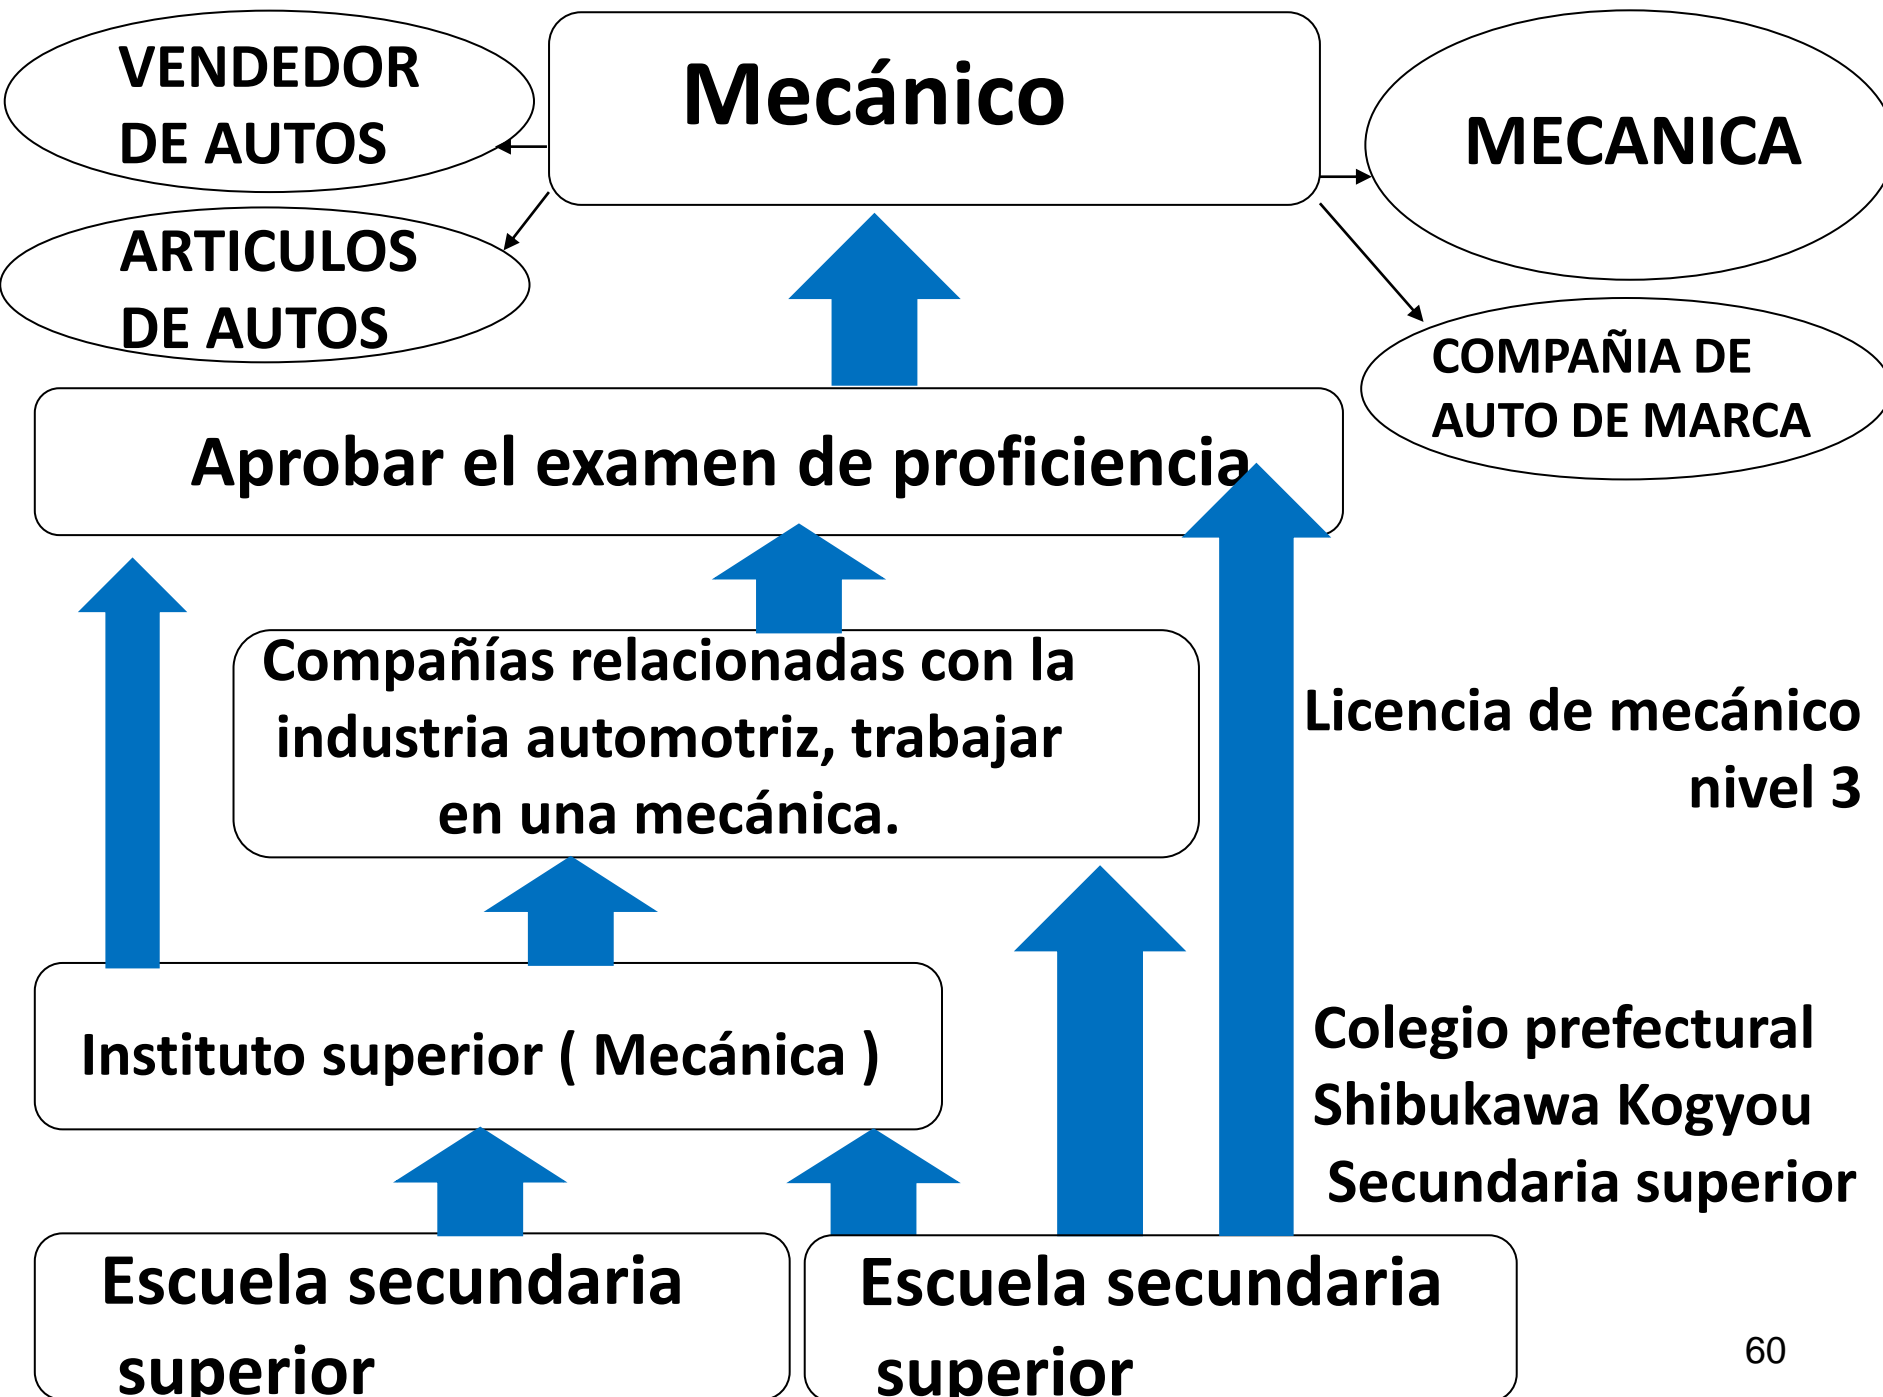 VENDEDOR
DE AUTOS
Mecánico
MECANICA
ARTICULOS
DE AUTOS
COMPAÑIA DE
AUTO DE MARCA
Aprobar el examen de proficiencia
Compañías relacionadas con la
industria automotriz, trabajar
en una mecánica.
Licencia de mecánico
nivel 3
Instituto superior ( Mecánica )
Colegio prefectural
Shibukawa Kogyou
Secundaria superior
Escuela secundaria
superior
Escuela secundaria
superior
60